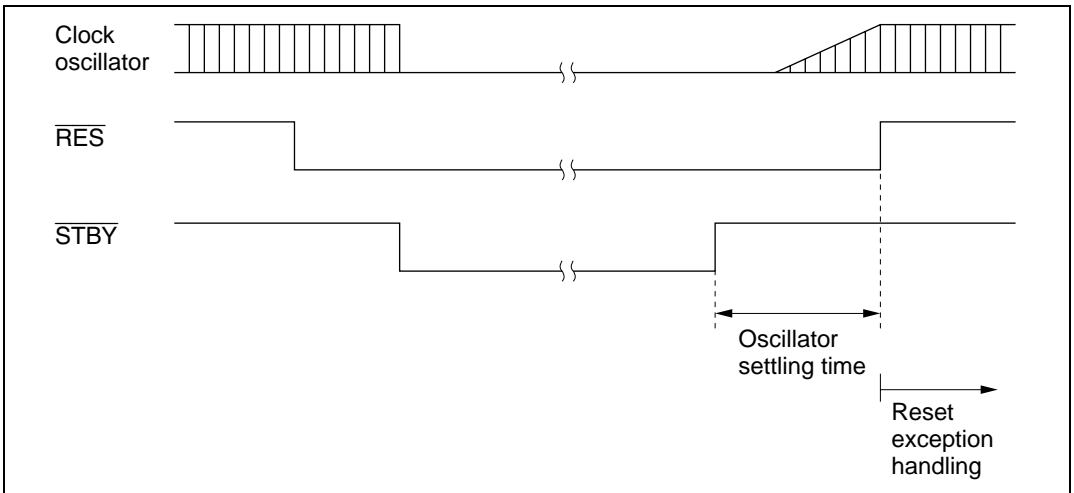 Clock
oscillator
RES
STBY
Oscillator
settling time
Reset
exception
handling